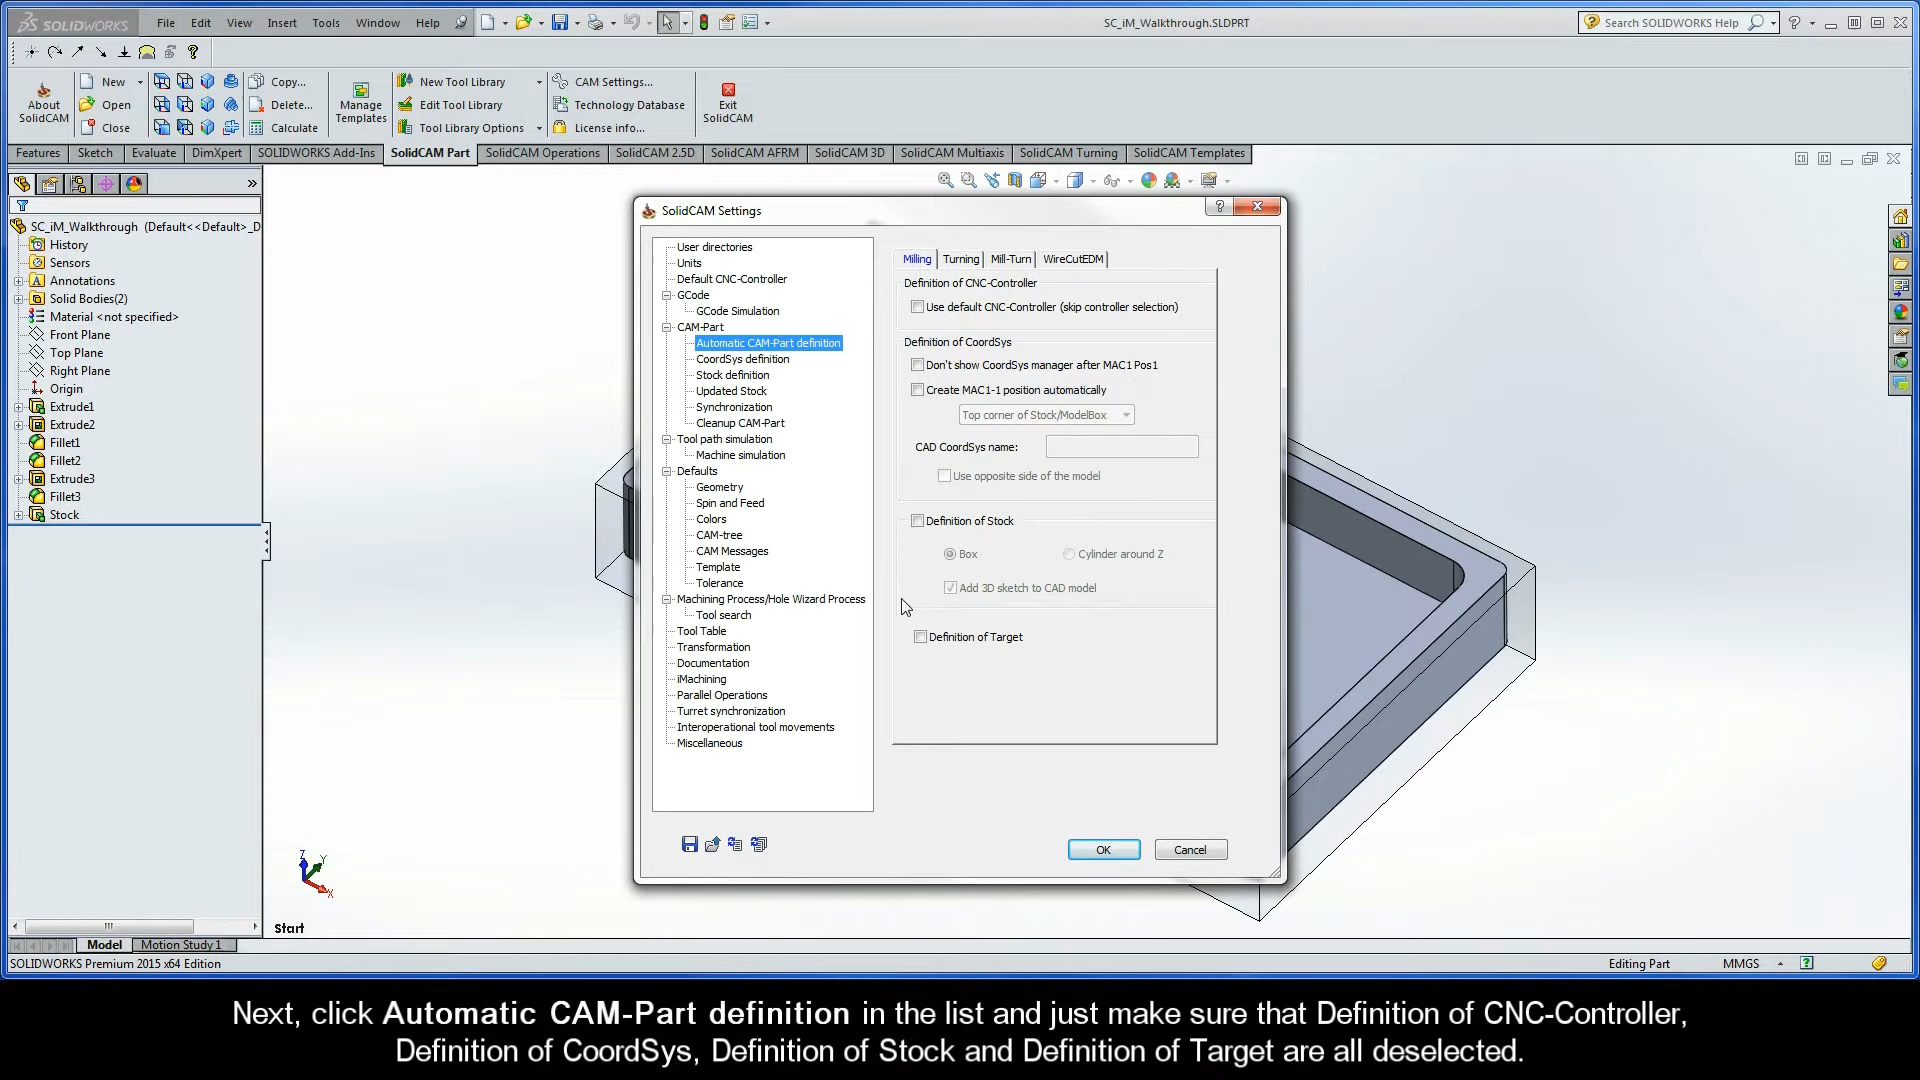 SOLIDWORKS File Edit View Insert Tools Window Help SC_iM_Walkthrough.SLDPRT Search SOLIDWORKS Help
About SolidCAM
New
Open
Close
Copy...
Delete...
Calculate
Manage Templates
New Tool Library
Edit Tool Library
Tool Library Options
CAM Settings...
Technology Database
License info...
Exit SolidCAM
Features Sketch Evaluate DimXpert SOLIDWORKS Add-Ins SolidCAM Part SolidCAM Operations SolidCAM 2.5D SolidCAM AFRM SolidCAM 3D SolidCAM Multiaxis SolidCAM Turning SolidCAM Templates
SC_iM_Walkthrough (Default<<Default>_D
History
Sensors
Annotations
Solid Bodies(2)
Material <not specified>
Front Plane
Top Plane
Right Plane
Origin
Extrude1
Extrude2
Fillet1
Fillet2
Extrude3
Fillet3
Stock
SolidCAM Settings
User directories
Units
Default CNC-Controller
GCode
GCode Simulation
CAM-Part
Automatic CAM-Part definition
CoordSys definition
Stock definition
Updated Stock
Synchronization
Cleanup CAM-Part
Tool path simulation
Machine simulation
Defaults
Geometry
Spin and Feed
Colors
CAM-tree
CAM Messages
Template
Tolerance
Machining Process/Hole Wizard Process
Tool search
Tool Table
Transformation
Documentation
iMachining
Parallel Operations
Turret synchronization
Interoperational tool movements
Miscellaneous
Milling Turning Mill-Turn WireCutEDM
Definition of CNC-Controller
Use default CNC-Controller (skip controller selection)
Definition of CoordSys
Don't show CoordSys manager after MAC1 Pos1
Create MAC1-1 position automatically
Top corner of Stock/ModelBox
CAD CoordSys name:
Use opposite side of the model
Definition of Stock
Box Cylinder around Z
Add 3D sketch to CAD model
Definition of Target
OK Cancel
Z Y X
Start
Model Motion Study 1
SOLIDWORKS Premium 2015 x64 Edition Editing Part MMGS
Next, click Automatic CAM-Part definition in the list and just make sure that Definition of CNC-Controller,
Definition of CoordSys, Definition of Stock and Definition of Target are all deselected.